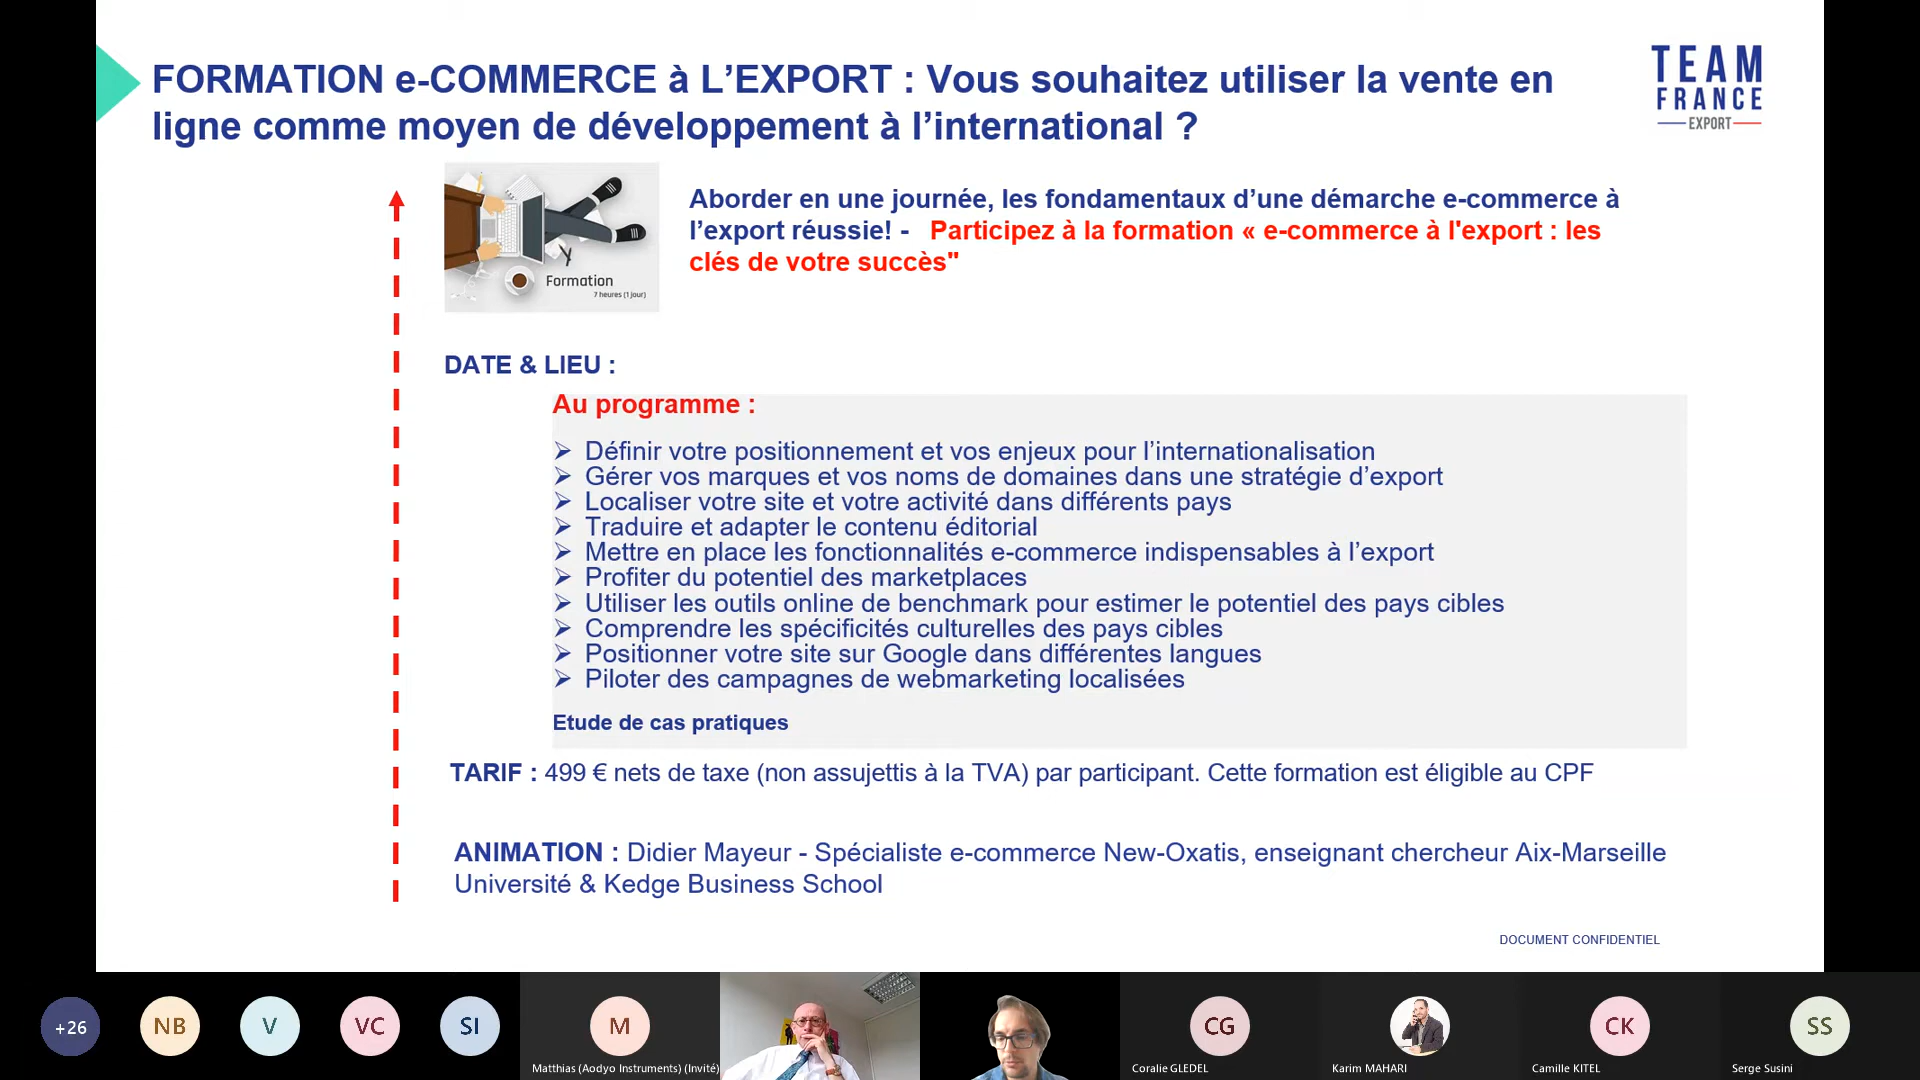 FORMATION e-COMMERCE à L’EXPORT : Vous souhaitez utiliser la vente en
ligne comme moyen de développement à l’international ?
TEAM
FRANCE
EXPORT
Aborder en une journée, les fondamentaux d’une démarche e-commerce à
l’export réussie! - Participez à la formation « e-commerce à l'export : les
clés de votre succès"
Formation
7 heures (1 jour)
DATE & LIEU :
Au programme :
➢ Définir votre positionnement et vos enjeux pour l’internationalisation
➢ Gérer vos marques et vos noms de domaines dans une stratégie d’export
➢ Localiser votre site et votre activité dans différents pays
➢ Traduire et adapter le contenu éditorial
➢ Mettre en place les fonctionnalités e-commerce indispensables à l’export
➢ Profiter du potentiel des marketplaces
➢ Utiliser les outils online de benchmark pour estimer le potentiel des pays cibles
➢ Comprendre les spécificités culturelles des pays cibles
➢ Positionner votre site sur Google dans différentes langues
➢ Piloter des campagnes de webmarketing localisées
Etude de cas pratiques
TARIF : 499 € nets de taxe (non assujettis à la TVA) par participant. Cette formation est éligible au CPF
ANIMATION : Didier Mayeur - Spécialiste e-commerce New-Oxatis, enseignant chercheur Aix-Marseille
Université & Kedge Business School
DOCUMENT CONFIDENTIEL
+26
NB
V
VC
SI
M
CG
CK
SS
Matthias (Aodyo Instruments) (Invité)
Coralie GLEDEL
Karim MAHARI
Camille KITEL
Serge Susini